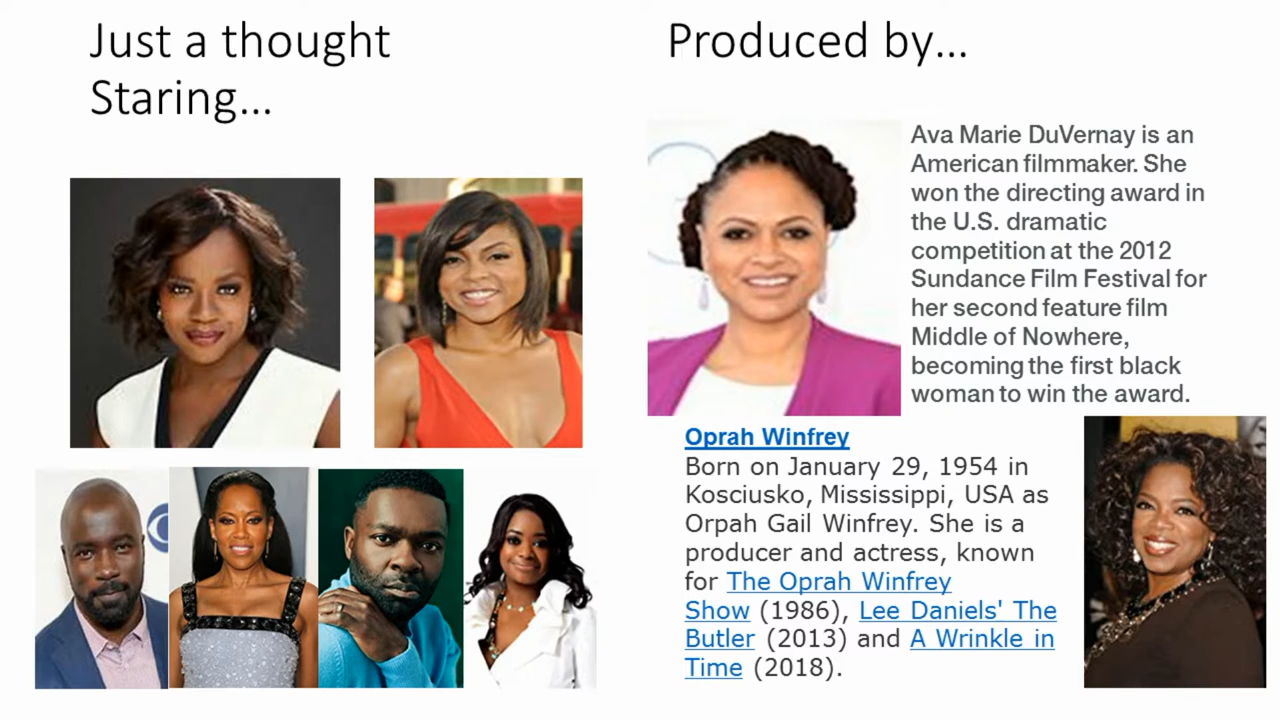 Just a thought
Staring...
Produced by...
Ava Marie DuVernay is an
American filmmaker. She
won the directing award in
the U.S. dramatic
competition at the 2012
Sundance Film Festival for
her second feature film
Middle of Nowhere,
becoming the first black
woman to win the award.
Oprah Winfrey
Born on January 29, 1954 in
Kosciusko, Mississippi, USA as
Orpah Gail Winfrey. She is a
producer and actress, known
for The Oprah Winfrey
Show (1986), Lee Daniels' The
Butler (2013) and A Wrinkle in
Time (2018).